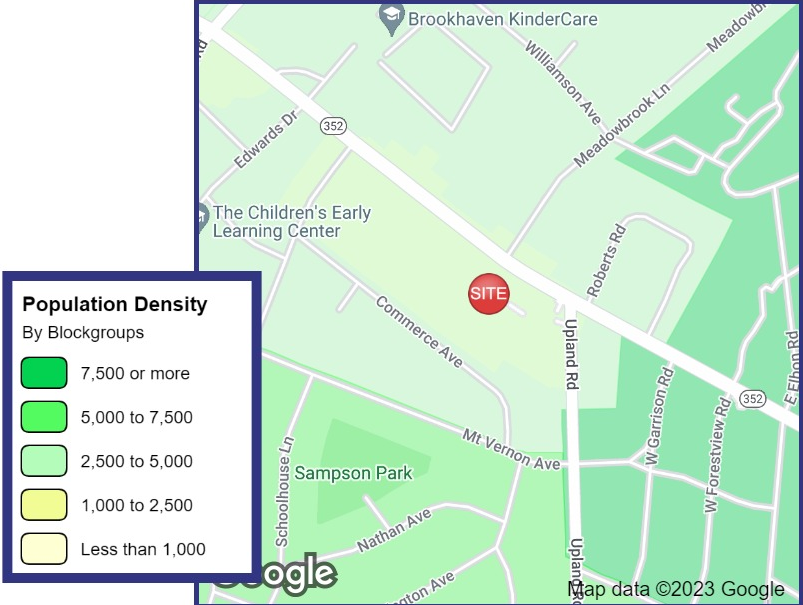 Rd
Brookhaven KinderCare
Williamson Ave
Meadowbrook Ln
352
Edwards Dr
The Children's Early
Learning Center
Roberts Rd
SITE
Commerce Ave
Upland Rd
E Elbon Rd
352
W Garrison Rd
W Forestview Rd
Mt Vernon Ave
Schoolhouse Ln
Sampson Park
Nathan Ave
Upland
Map data ©2023 Google
Population Density
By Blockgroups
7,500 or more
5,000 to 7,500
2,500 to 5,000
1,000 to 2,500
Less than 1,000